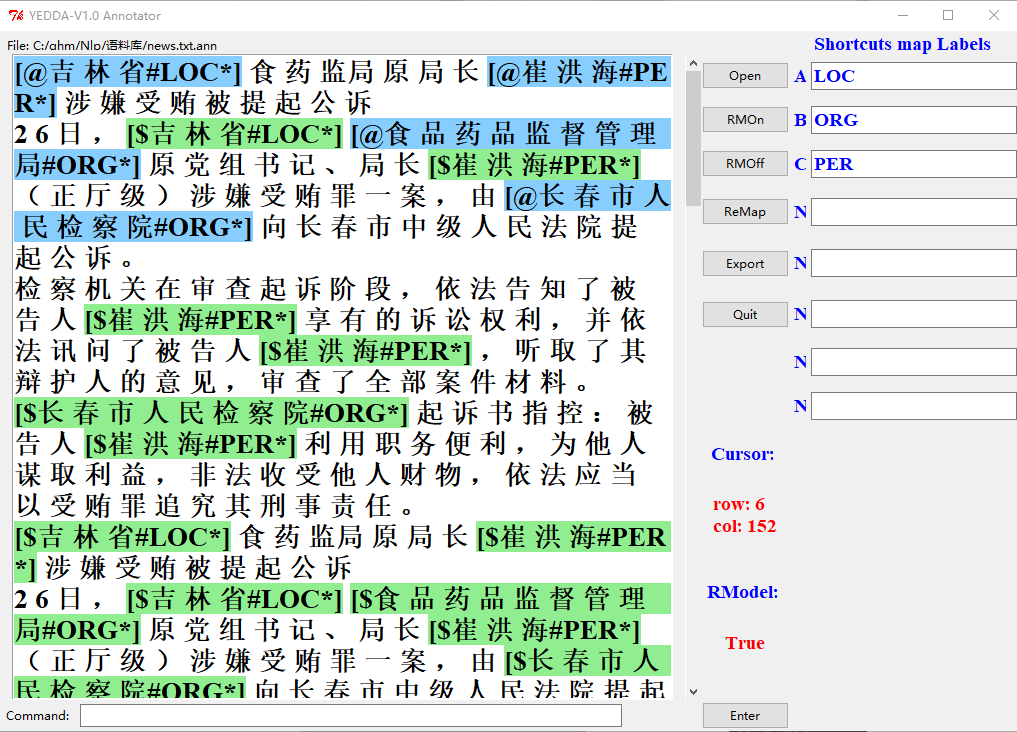 YEDDA-V1.0 Annotator
File: C:/qhm/Nlp/语料库/news.txt.ann
[@吉林省#LOC*]食药监局原局长[@崔洪海#PE
R*]涉嫌受贿被提起公诉
26日，[$吉林省#LOC*][@食品药品监督管理
局#ORG*]原党组书记、局长[$崔洪海#PER*]
（正厅级）涉嫌受贿罪一案，由[@长春市人
民检察院#ORG*]向长春市中级人民法院提
起公诉。
检察机关在审查起诉阶段，依法告知了被
告人[$崔洪海#PER*]享有的诉讼权利，并依
法讯问了被告人[$崔洪海#PER*]，听取了其
辩护人的意见，审查了全部案件材料。
[$长春市人民检察院#ORG*]起诉书指控：被
告人[$崔洪海#PER*]利用职务便利，为他人
谋取利益，非法收受他人财物，依法应当
以受贿罪追究其刑事责任。
[$吉林省#LOC*]食药监局原局长[$崔洪海#PER
*]涉嫌受贿被提起公诉
26日，[$吉林省#LOC*][$食品药品监督管理
局#ORG*]原党组书记、局长[$崔洪海#PER*]
（正厅级）涉嫌受贿罪一案，由[$长春市人
民检察院#ORG*]向长春市中级人民法院提起
Shortcuts map Labels
Open A LOC
RMOn B ORG
RMOff C PER
ReMap N
Export N
Quit N
N
N
Cursor:
row: 6
col: 152
RModel:
True
Command:
Enter